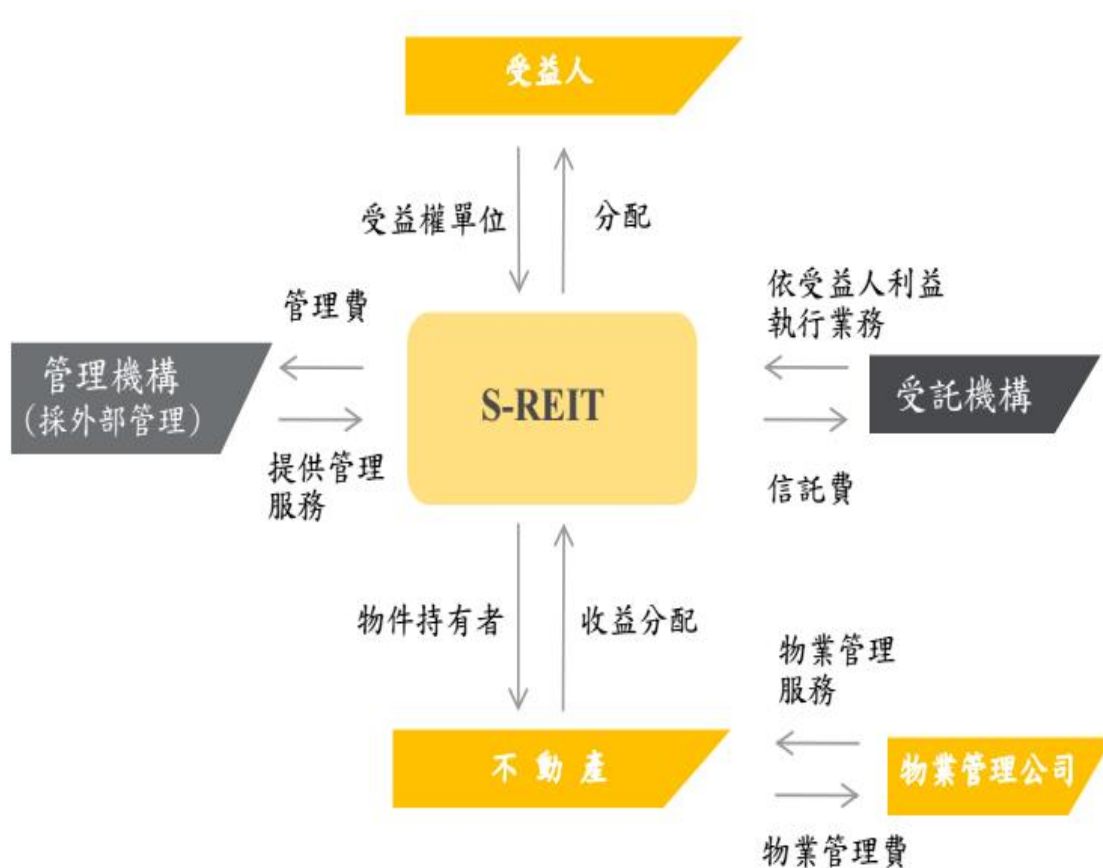 受益人
受益權單位
分配
管理費
依受益人利益
執行業務
管理機構
(採外部管理)
S-REIT
受託機構
提供管理
服務
信託費
物件持有者
收益分配
物業管理
服務
不動產
物業管理公司
物業管理費